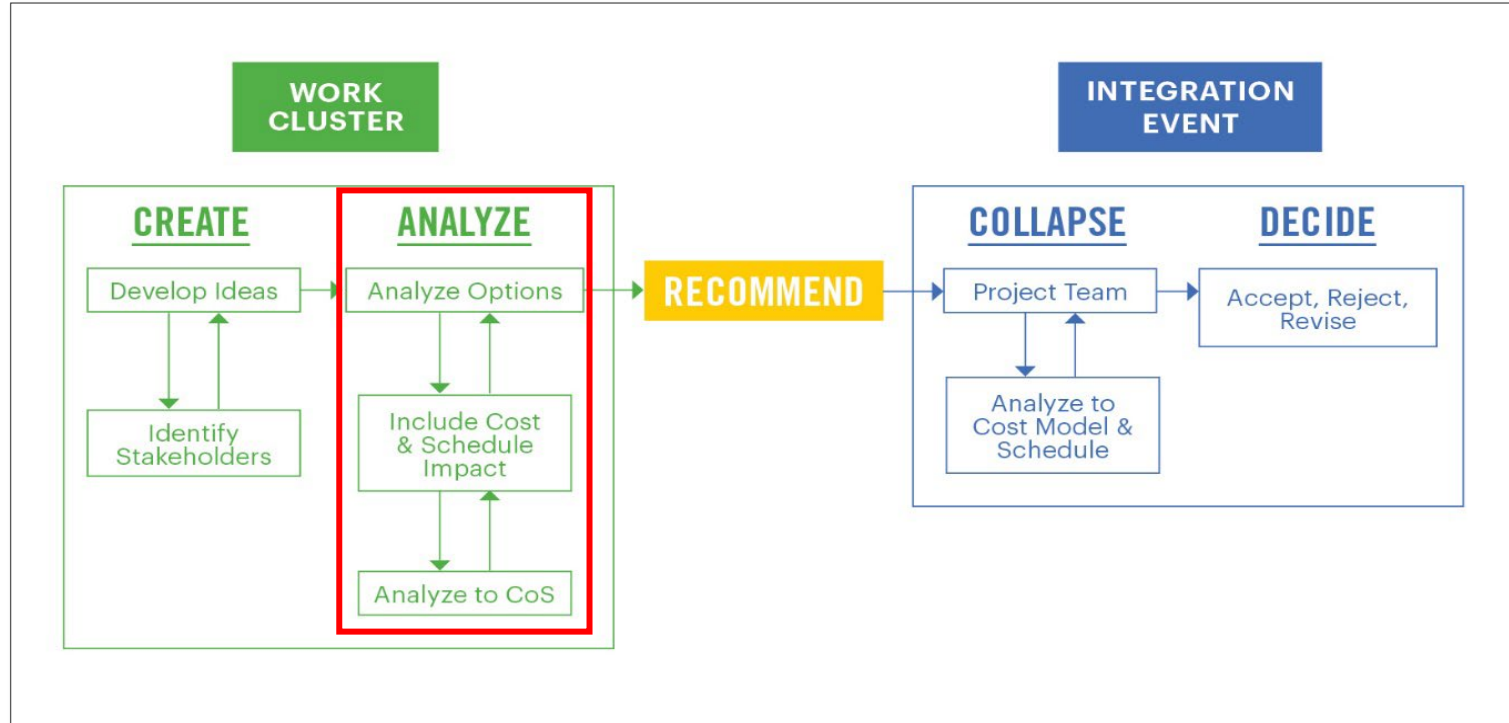 WORK
CLUSTER
INTEGRATION
EVENT
CREATE
ANALYZE
Develop Ideas
Analyze Options
Identify
Stakeholders
Include Cost
& Schedule
Impact
Analyze to CoS
RECOMMEND
COLLAPSE
DECIDE
Project Team
Accept, Reject,
Revise
Analyze to
Cost Model &
Schedule